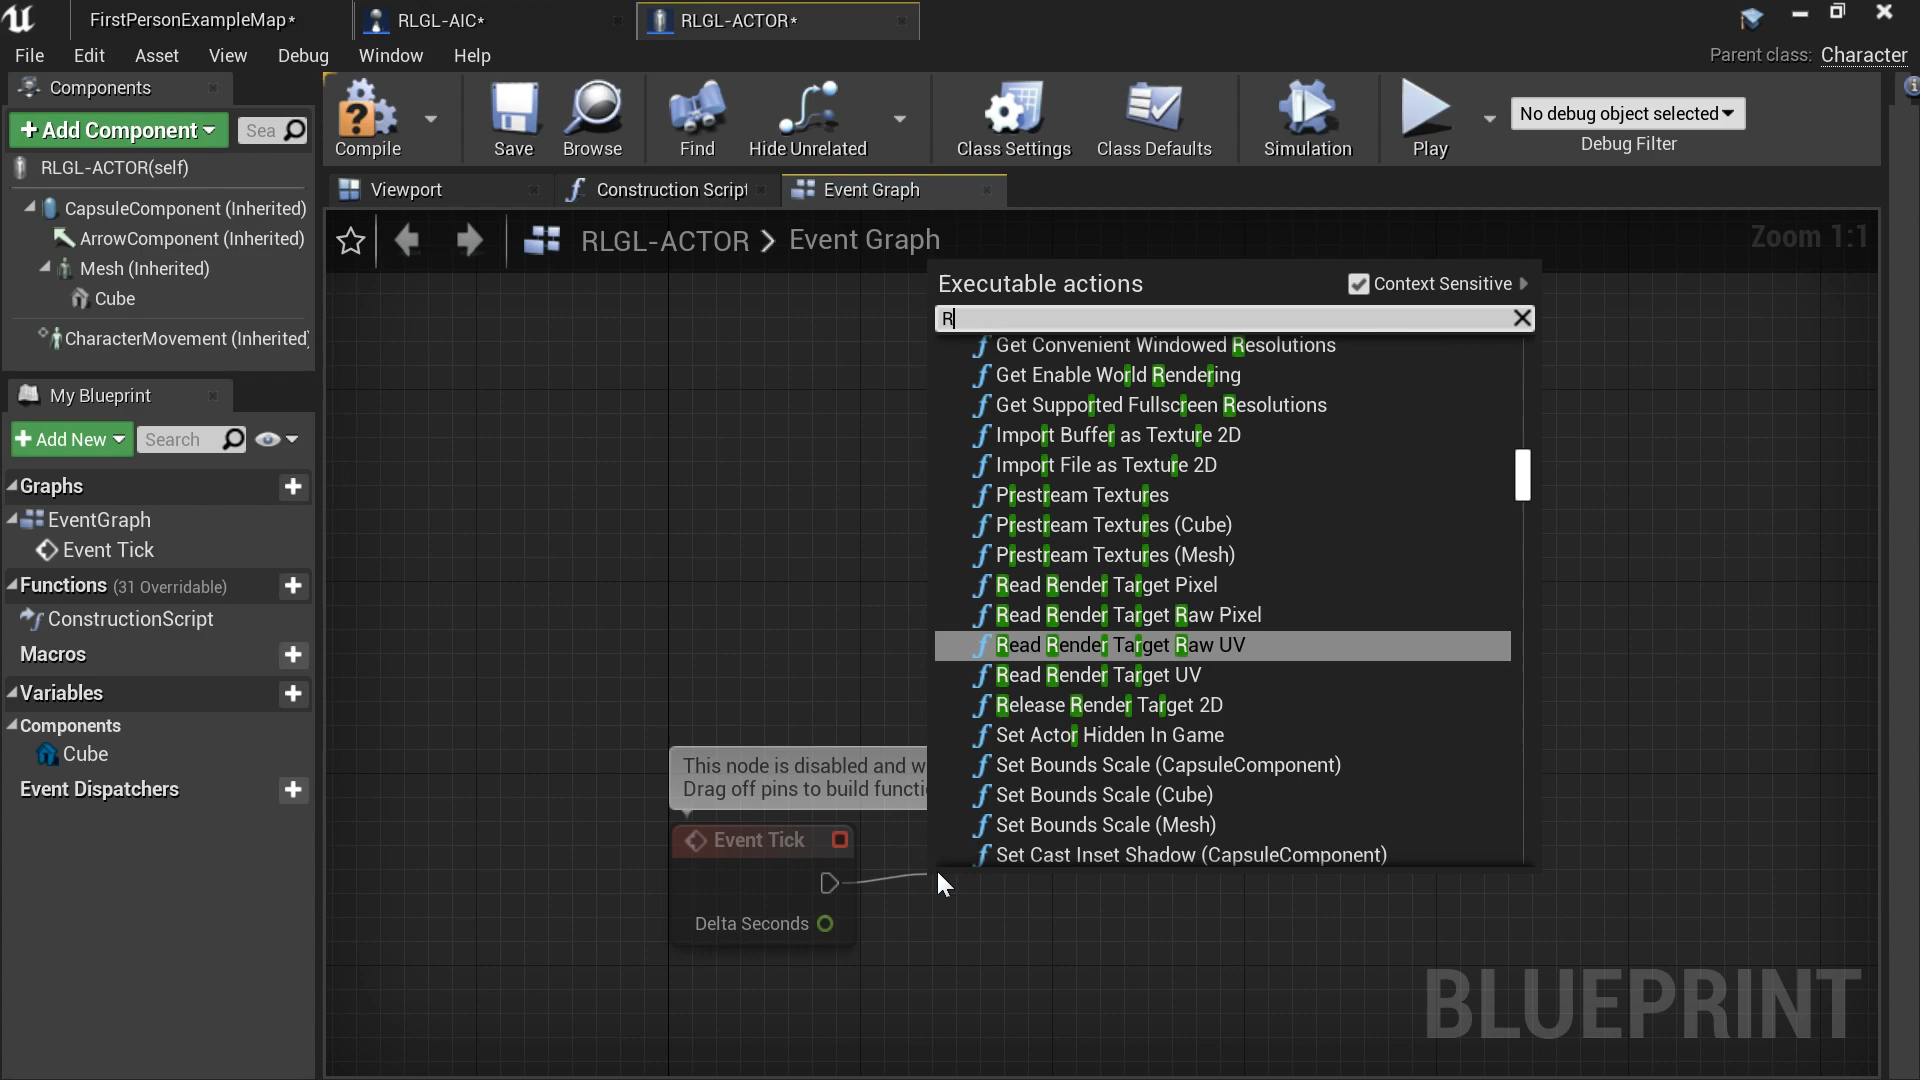 FirstPersonExampleMap*
RLGL-AIC*
RLGL-ACTOR*
File Edit Asset View Debug Window Help
Parent class: Character
Components
+ Add Component
Sea
RLGL-ACTOR(self)
CapsuleComponent (Inherited)
ArrowComponent (Inherited)
Mesh (Inherited)
Cube
CharacterMovement (Inherited)
My Blueprint
+ Add New
Search
Graphs
EventGraph
Event Tick
Functions (31 Overridable)
ConstructionScript
Macros
Variables
Components
Cube
Event Dispatchers
Compile
Save
Browse
Find
Hide Unrelated
Class Settings
Class Defaults
Simulation
Play
No debug object selected
Debug Filter
Viewport
Construction Script
Event Graph
RLGL-ACTOR > Event Graph
Zoom 1:1
Executable actions
Context Sensitive
R
Get Convenient Windowed Resolutions
Get Enable World Rendering
Get Supported Fullscreen Resolutions
Import Buffer as Texture 2D
Import File as Texture 2D
Prestream Textures
Prestream Textures (Cube)
Prestream Textures (Mesh)
Read Render Target Pixel
Read Render Target Raw Pixel
Read Render Target Raw UV
Read Render Target UV
Release Render Target 2D
Set Actor Hidden In Game
Set Bounds Scale (CapsuleComponent)
Set Bounds Scale (Cube)
Set Bounds Scale (Mesh)
Set Cast Inset Shadow (CapsuleComponent)
This node is disabled and w
Drag off pins to build functi
Event Tick
Delta Seconds
BLUEPRINT